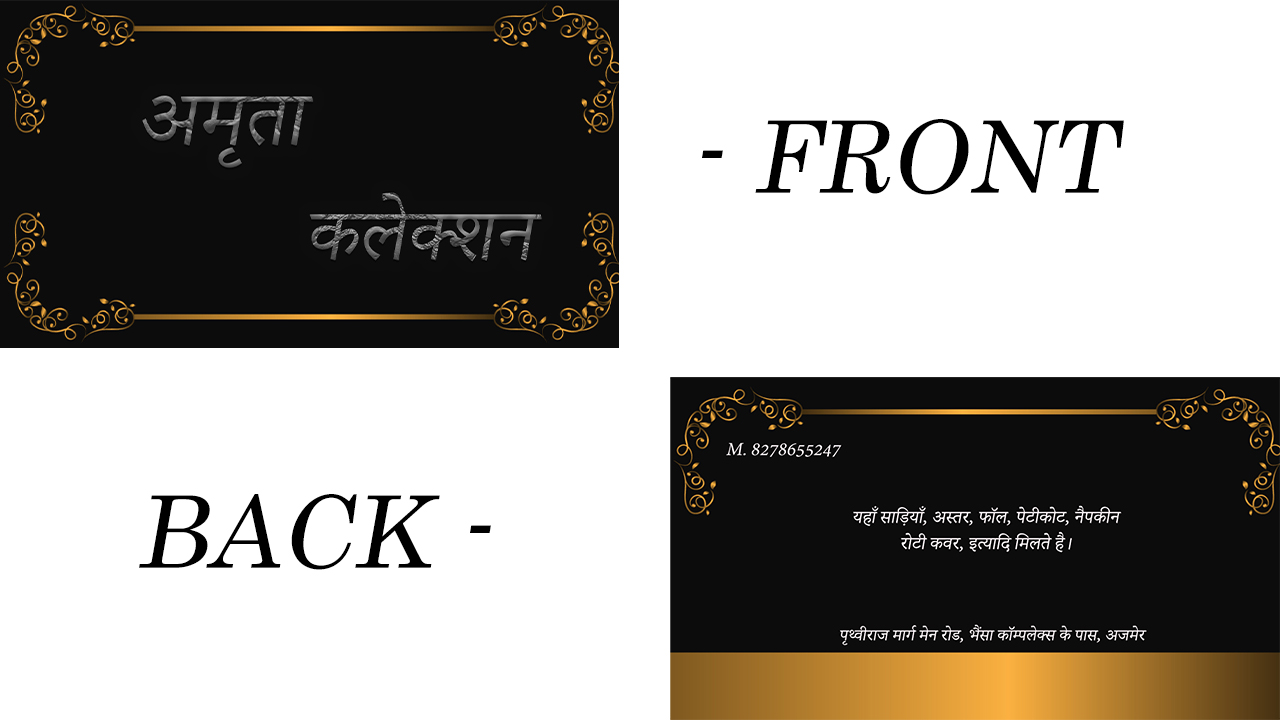 अमृता
कलेक्शन
- FRONT
BACK -
M. 8278655247
यहाँ साड़ियाँ, अस्तर, फॉल, पेटीकोट, नैपकीन
रोटी कवर, इत्यादि मिलते है।
पृथ्वीराज मार्ग मेन रोड, भैंसा कॉम्पलेक्स के पास, अजमेर